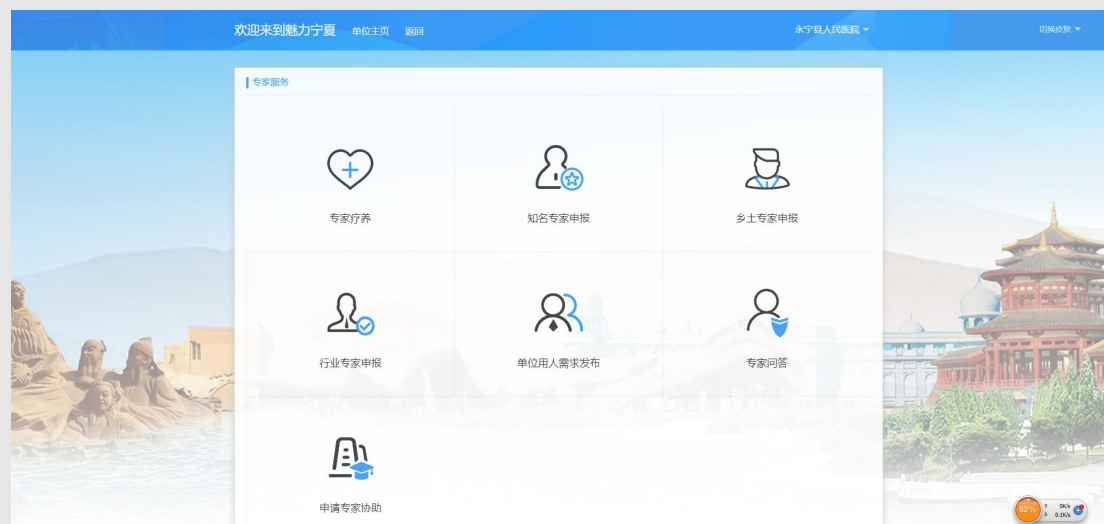 欢迎来到魅力宁夏 单位主页 返回 永宁县人民医院 切换皮肤
专家服务
专家疗养 知名专家申报 乡土专家申报
行业专家申报 单位用人需求发布 专家问答
申请专家协助
82% 0K/s
0.1K/s